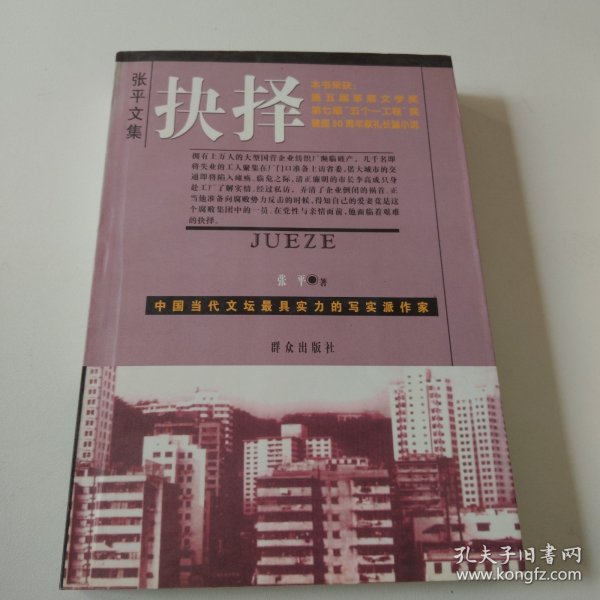 张平文集
抉择
本书荣获：
第五届茅盾文学奖
第七届“五个一工程”奖
建国50周年献礼长篇小说
拥有上万人的大型国营企业纺织厂濒临破产，几千名即
将失业的工人聚集在厂门口准备上访省委，偌大城市的交
通即将陷入瘫痪。临危之际，清正廉明的市长李高成只身
赴工厂了解实情。经过私访，弄清了企业倒闭的祸首。正
当他准备向腐败势力反击的时候，得知自己的爱妻竟是这
个腐败集团中的一员。在党性与亲情面前，他面临着艰难
的抉择。
JUEZE
张 平 著
中国当代文坛最具实力的写实派作家
群众出版社
孔夫子旧书网
www.kongfz.com